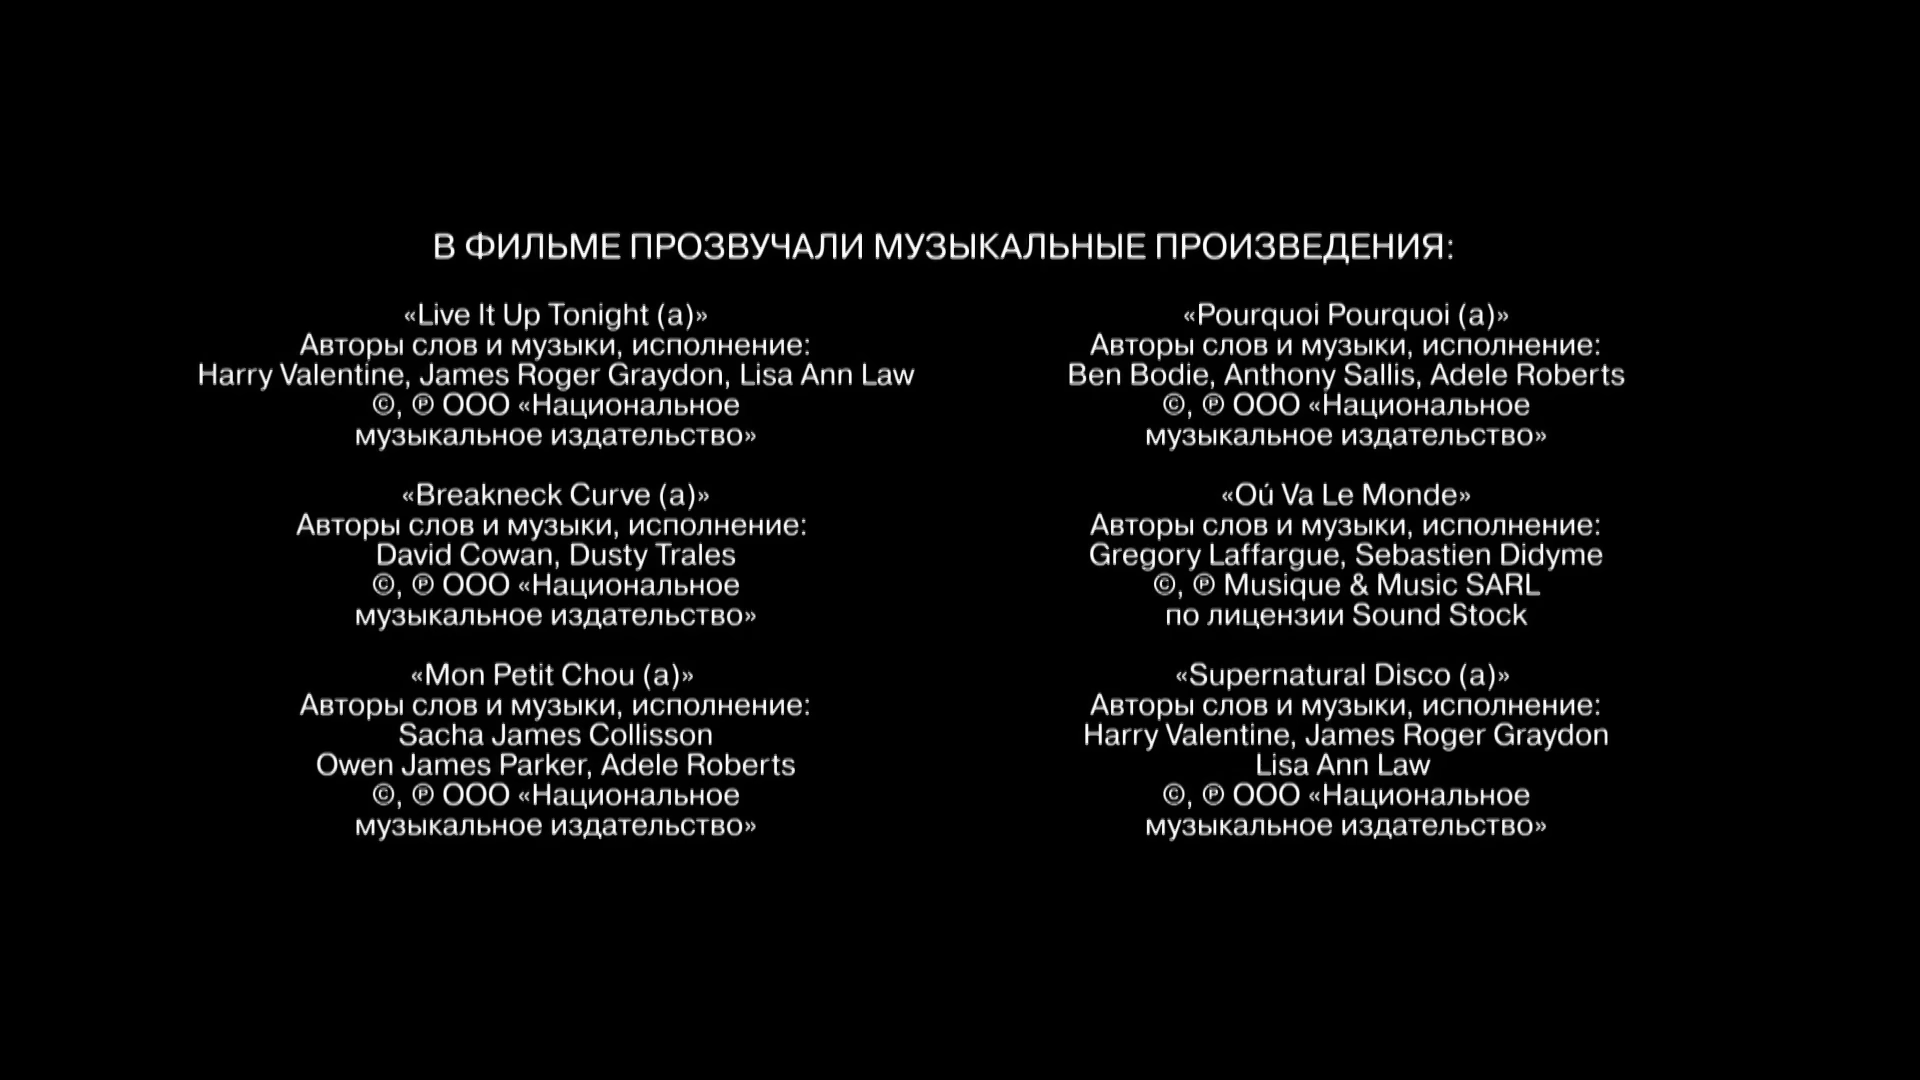 В ФИЛЬМЕ ПРОЗВУЧАЛИ МУЗЫКАЛЬНЫЕ ПРОИЗВЕДЕНИЯ:
«Live It Up Tonight (a)»
Авторы слов и музыки, исполнение:
Harry Valentine, James Roger Graydon, Lisa Ann Law
©, ℗ ООО «Национальное
музыкальное издательство»
«Breakneck Curve (a)»
Авторы слов и музыки, исполнение:
David Cowan, Dusty Trales
©, ℗ ООО «Национальное
музыкальное издательство»
«Mon Petit Chou (a)»
Авторы слов и музыки, исполнение:
Sacha James Collisson
Owen James Parker, Adele Roberts
©, ℗ ООО «Национальное
музыкальное издательство»
«Pourquoi Pourquoi (a)»
Авторы слов и музыки, исполнение:
Ben Bodie, Anthony Sallis, Adele Roberts
©, ℗ ООО «Национальное
музыкальное издательство»
«Oú Va Le Monde»
Авторы слов и музыки, исполнение:
Gregory Laffargue, Sebastien Didyme
©, ℗ Musique & Music SARL
по лицензии Sound Stock
«Supernatural Disco (a)»
Авторы слов и музыки, исполнение:
Harry Valentine, James Roger Graydon
Lisa Ann Law
©, ℗ ООО «Национальное
музыкальное издательство»